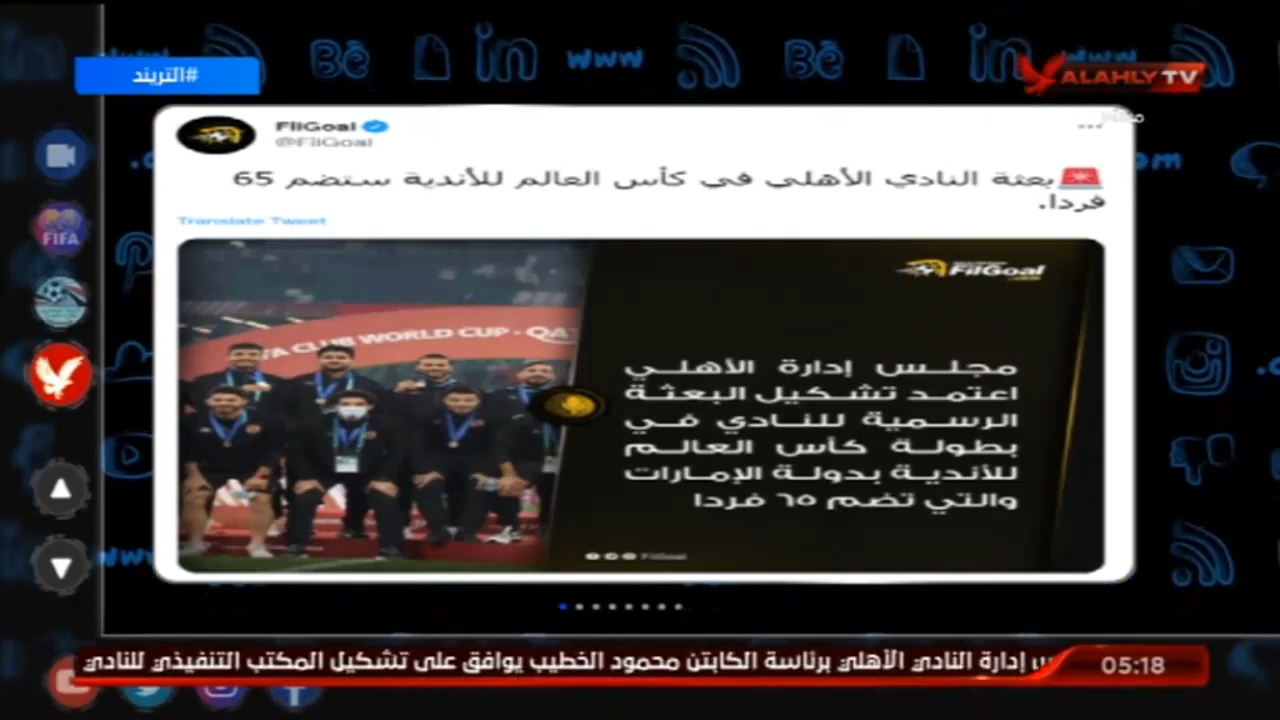 #التريند
ALAHLY TV
FilGoal
@FilGoal
🚨بعثة النادي الأهلي في كأس العالم للأندية ستضم 65
فردا.
Translate Tweet
FilGoal
FA CLUB WORLD CUP - QAT
مجلس إدارة الأهلي
اعتمد تشكيل البعثة
الرسمية للنادي في
بطولة كأس العالم
للأندية بدولة الإمارات
والتي تضم ٦٥ فردا
FilGoal
FIFA
إدارة النادي الأهلي برئاسة الكابتن محمود الخطيب يوافق على تشكيل المكتب التنفيذي للنادي
05:18